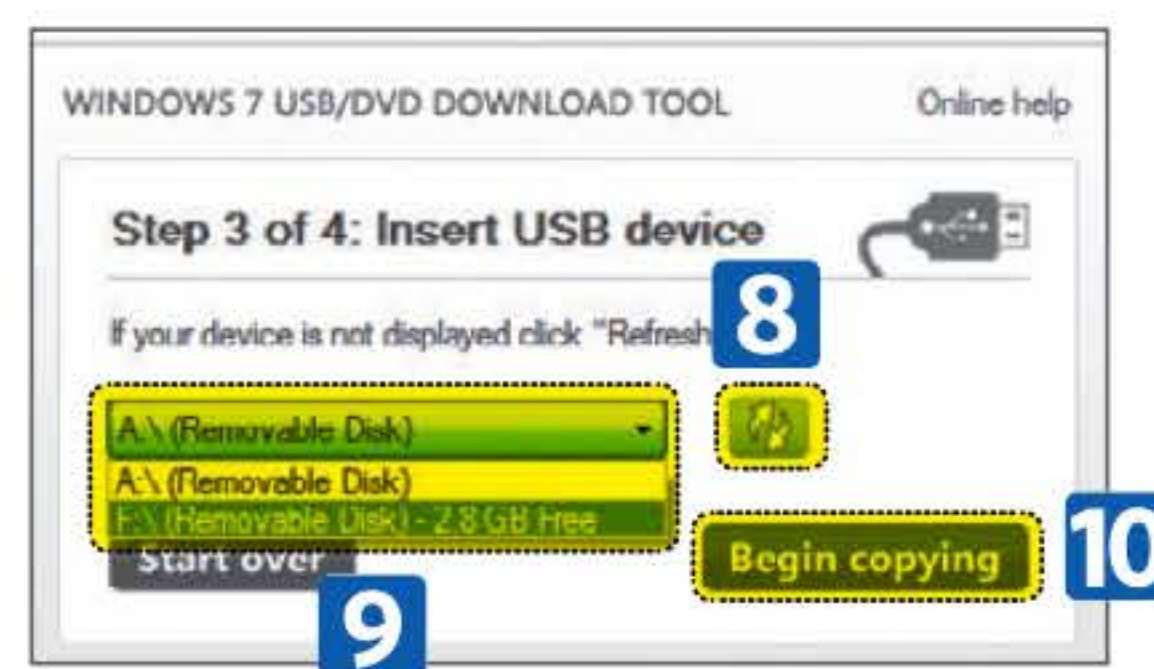 WINDOWS 7 USB/DVD DOWNLOAD TOOL Online help
Step 3 of 4: Insert USB device
8
If your device is not displayed click "Refresh
A:\ (Removable Disk)
A:\ (Removable Disk)
F:\ (Removable Disk) - 2.8 GB Free
Start over
Begin copying
10
9